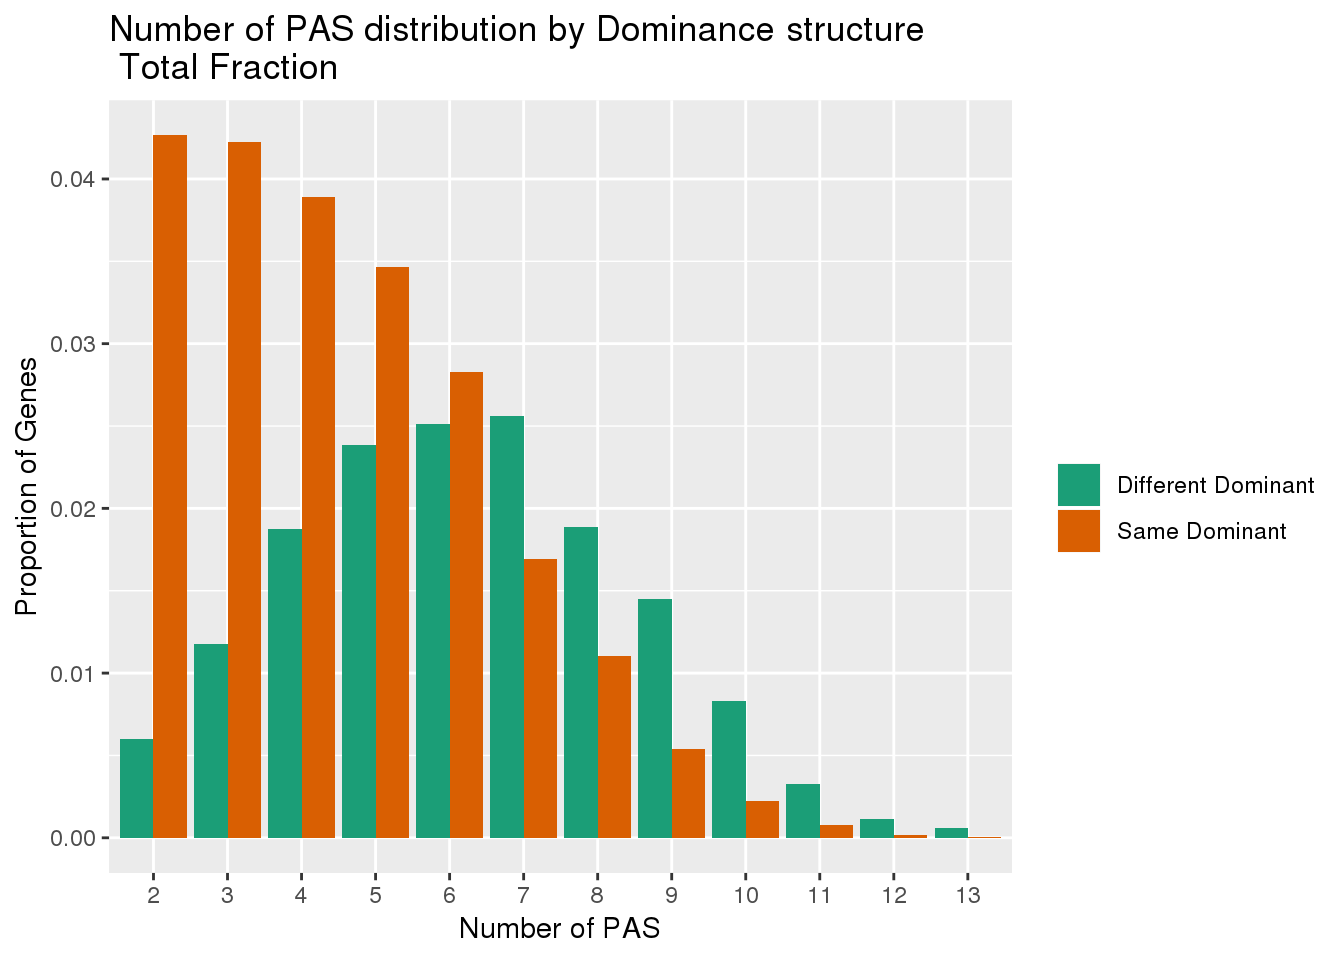 Number of PAS distribution by Dominance structure
Total Fraction
Proportion of Genes
0.04
0.03
0.02
0.01
0.00
2 3 4 5 6 7 8 9 10 11 12 13
Number of PAS
Different Dominant
Same Dominant